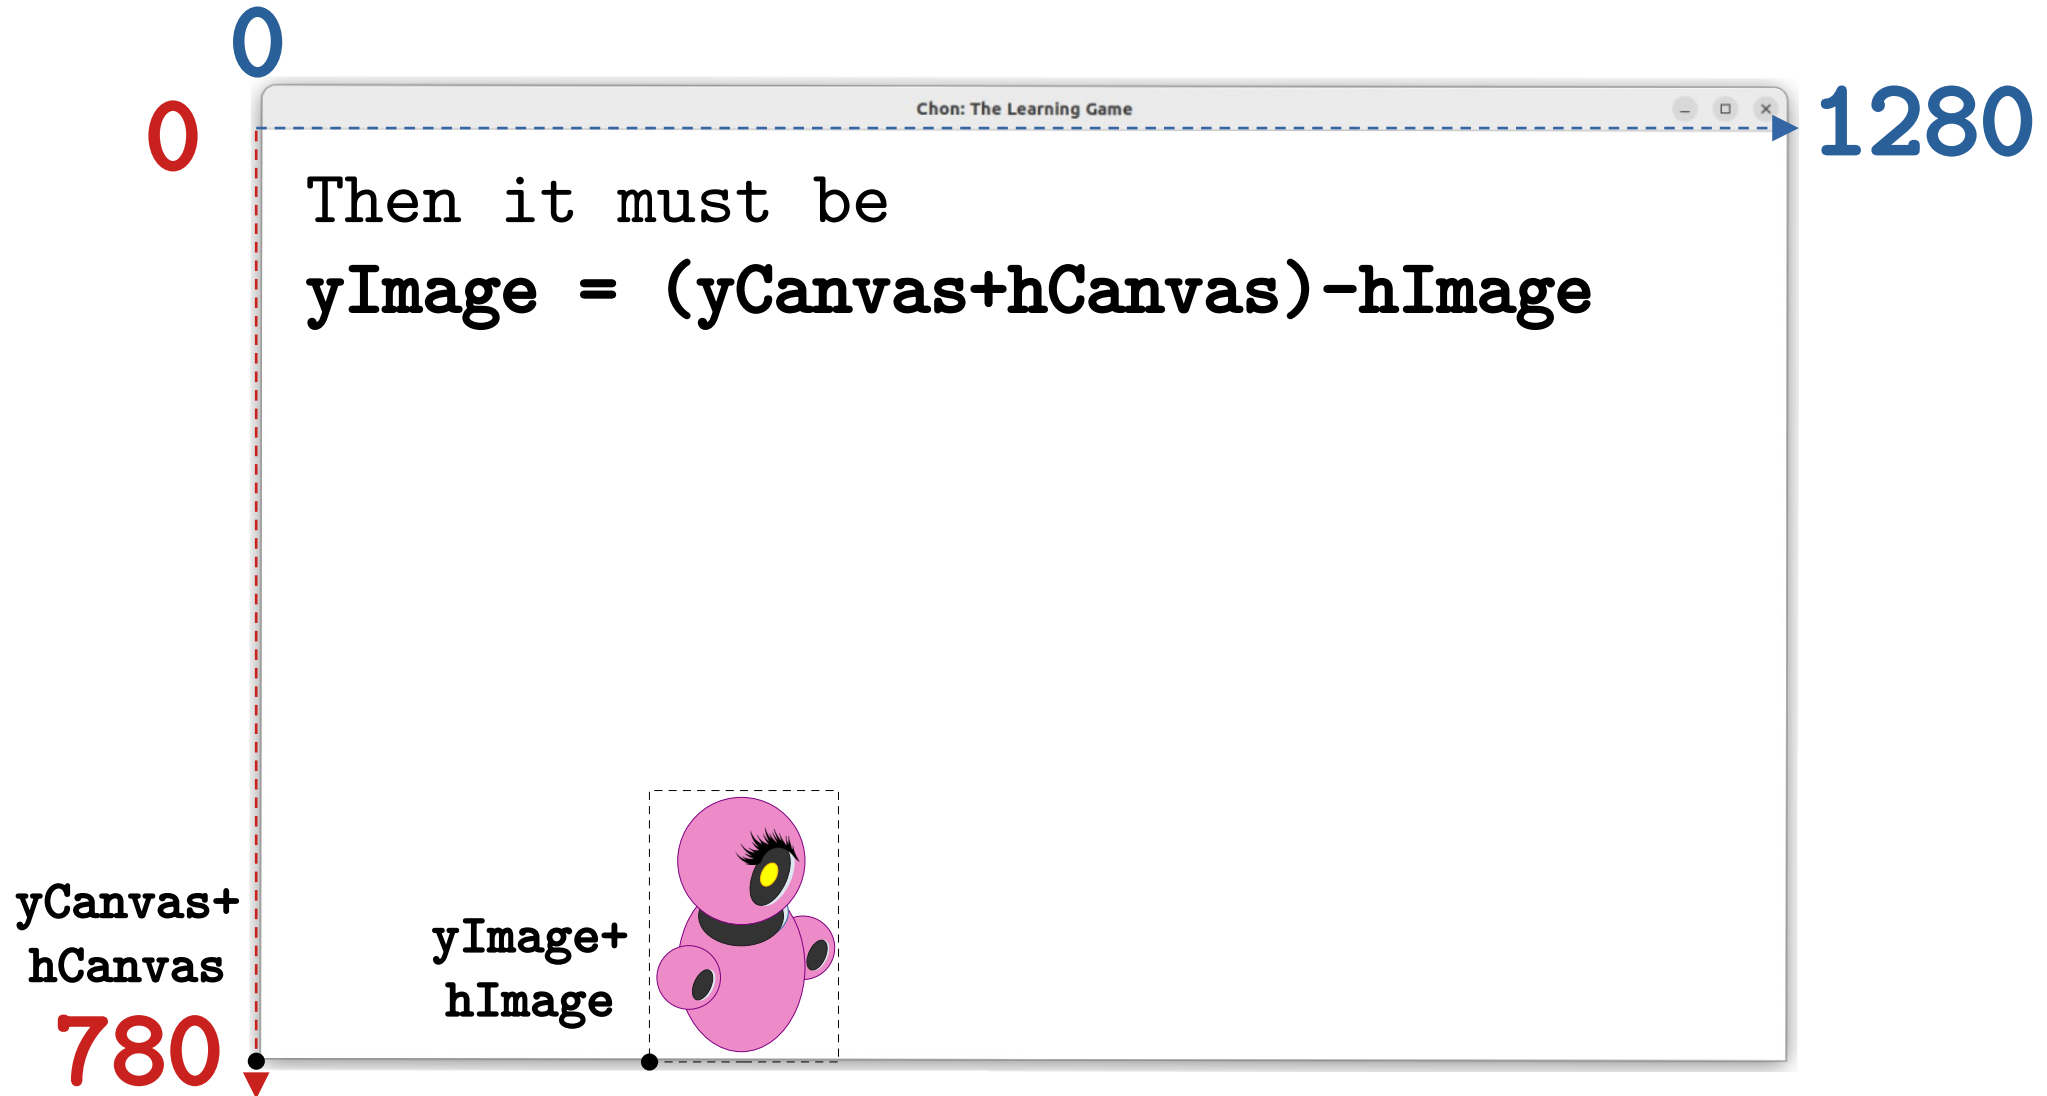 0
Chon: The Learning Game
0
1280
Then it must be
yImage = (yCanvas+hCanvas)-hImage
yCanvas+
hCanvas
780
yImage+
hImage